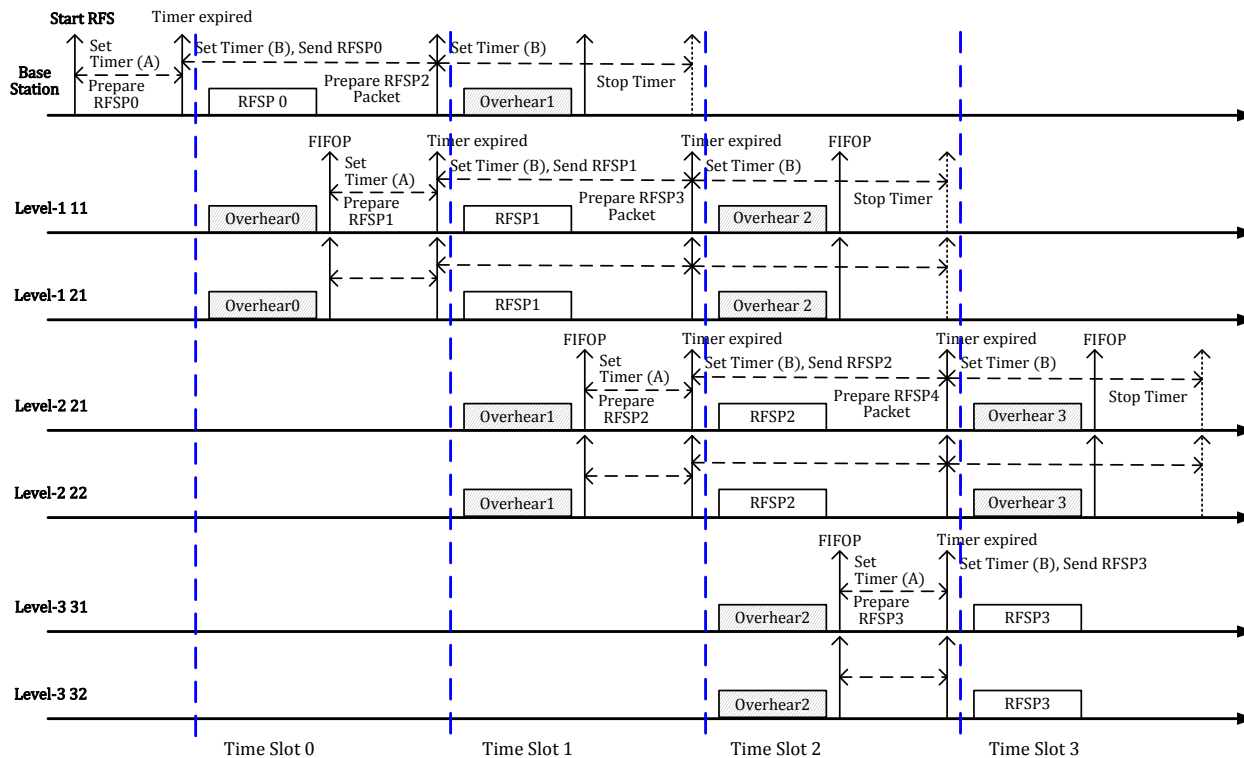 Start RFS Timer expired
Set
Timer (A)
Prepare
RFSP0
Set Timer (B), Send RFSP0
Set Timer (B)
Base
Station
RFSP 0
Prepare RFSP2
Packet
Overhear1
Stop Timer
FIFOP
Timer expired
Timer expired
FIFOP
Set
Timer (A)
Prepare
RFSP1
Set Timer (B), Send RFSP1
Set Timer (B)
Level-1 11
Overhear0
RFSP1
Prepare RFSP3
Packet
Overhear 2
Stop Timer
Level-1 21
Overhear0
RFSP1
Overhear 2
FIFOP
Timer expired
Timer expired
FIFOP
Set
Timer (A)
Prepare
RFSP2
Set Timer (B), Send RFSP2
Set Timer (B)
Level-2 21
Overhear1
RFSP2
Prepare RFSP4
Packet
Overhear 3
Stop Timer
Level-2 22
Overhear1
RFSP2
Overhear 3
FIFOP
Timer expired
Set
Timer (A)
Prepare
RFSP3
Set Timer (B), Send RFSP3
Level-3 31
Overhear2
RFSP3
Level-3 32
Overhear2
RFSP3
Time Slot 0
Time Slot 1
Time Slot 2
Time Slot 3